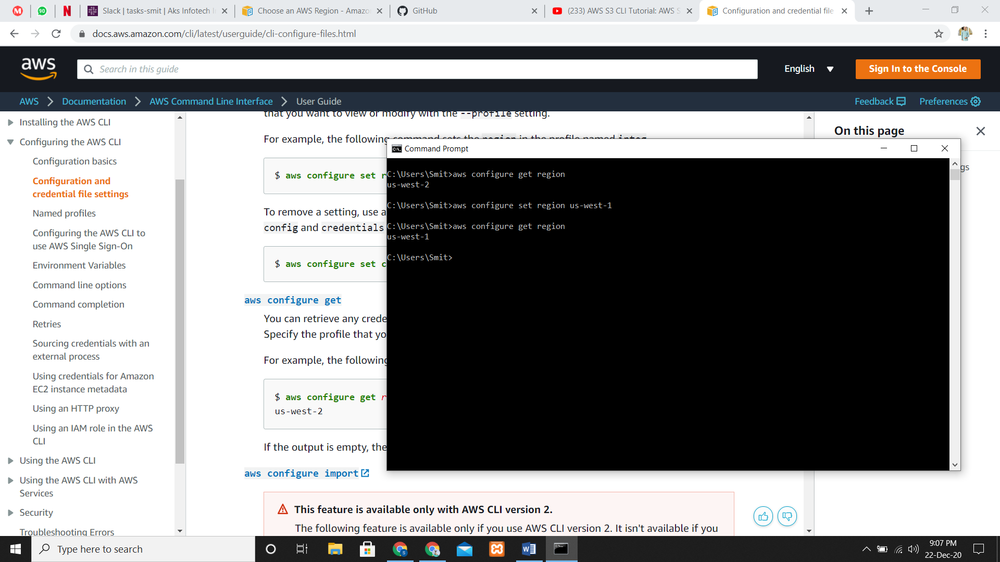 Slack | tasks-smit | Aks Infotech
Choose an AWS Region - Amazo
GitHub
(233) AWS S3 CLI Tutorial: AWS S
Configuration and credential file
docs.aws.amazon.com/cli/latest/userguide/cli-configure-files.html
aws
Search in this guide
English
Sign In to the Console
AWS
Documentation
AWS Command Line Interface
User Guide
Feedback
Preferences
Installing the AWS CLI
Configuring the AWS CLI
Configuration basics
Configuration and
credential file settings
Named profiles
Configuring the AWS CLI to
use AWS Single Sign-On
Environment Variables
Command line options
Command completion
Retries
Sourcing credentials with an
external process
Using credentials for Amazon
EC2 instance metadata
Using an HTTP proxy
Using an IAM role in the AWS
CLI
Using the AWS CLI
Using the AWS CLI with AWS
Services
Security
Troubleshooting Errors
that you want to view or modify with the --profile setting.
For example, the following command sets the region in the profile named integ
$ aws configure set r
To remove a setting, use a
config and credentials
$ aws configure set c
aws configure get
You can retrieve any crede
Specify the profile that yo
For example, the following
$ aws configure get r
us-west-2
If the output is empty, the
aws configure import
This feature is available only with AWS CLI version 2.
The following feature is available only if you use AWS CLI version 2. It isn't available if you
On this page
gs
Command Prompt
C:\Users\Smit>aws configure get region
us-west-2
C:\Users\Smit>aws configure set region us-west-1
C:\Users\Smit>aws configure get region
us-west-1
C:\Users\Smit>
Type here to search
9:07 PM
22-Dec-20